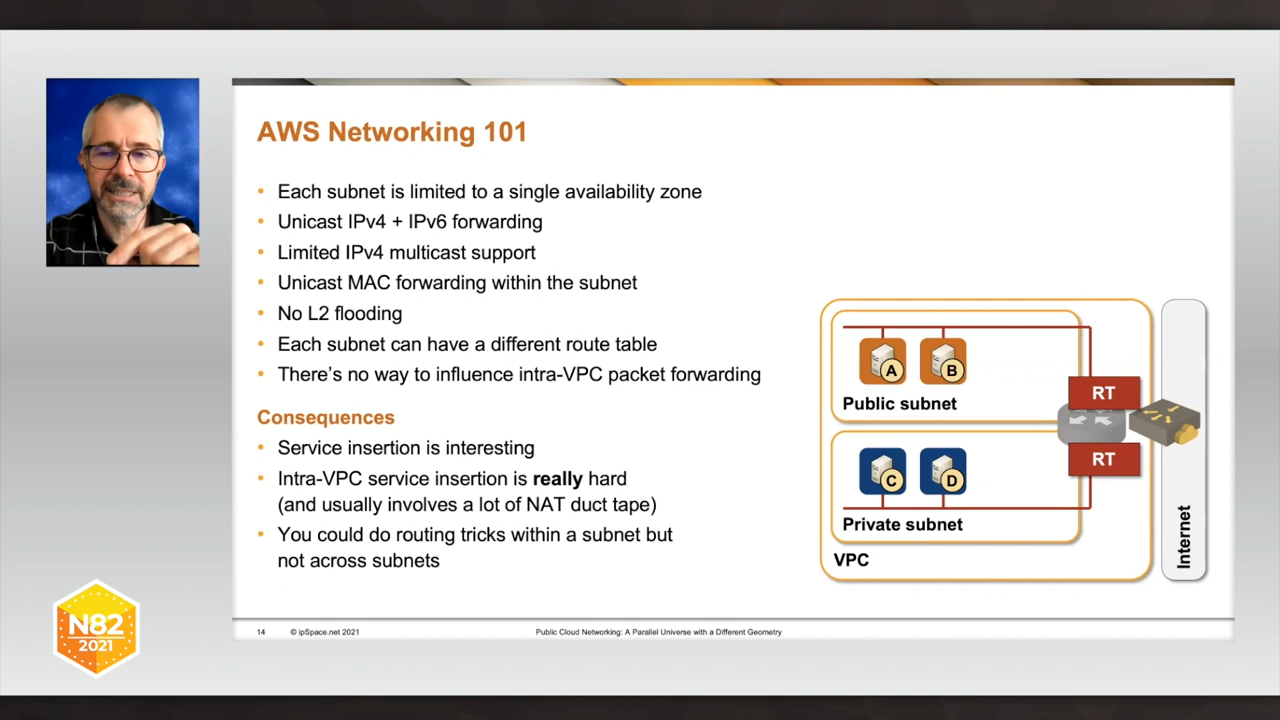 AWS Networking 101
• Each subnet is limited to a single availability zone
• Unicast IPv4 + IPv6 forwarding
• Limited IPv4 multicast support
• Unicast MAC forwarding within the subnet
• No L2 flooding
• Each subnet can have a different route table
• There's no way to influence intra-VPC packet forwarding
Consequences
• Service insertion is interesting
• Intra-VPC service insertion is really hard
(and usually involves a lot of NAT duct tape)
• You could do routing tricks within a subnet but
not across subnets
A
B
Public subnet
RT
RT
C
D
Private subnet
VPC
Internet
14
© ipSpace.net 2021
Public Cloud Networking: A Parallel Universe with a Different Geometry
N82
2021